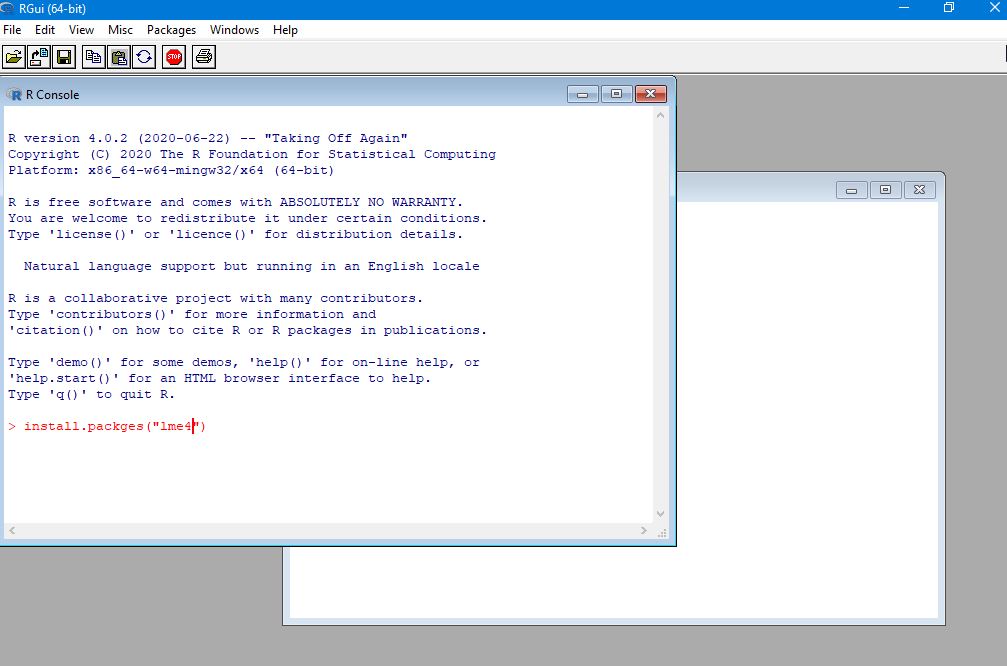 RGui (64-bit)
File Edit View Misc Packages Windows Help
STOP
R Console
R version 4.0.2 (2020-06-22) -- "Taking Off Again"
Copyright (C) 2020 The R Foundation for Statistical Computing
Platform: x86_64-w64-mingw32/x64 (64-bit)
R is free software and comes with ABSOLUTELY NO WARRANTY.
You are welcome to redistribute it under certain conditions.
Type 'license()' or 'licence()' for distribution details.
Natural language support but running in an English locale
R is a collaborative project with many contributors.
Type 'contributors()' for more information and
'citation()' on how to cite R or R packages in publications.
Type 'demo()' for some demos, 'help()' for on-line help, or
'help.start()' for an HTML browser interface to help.
Type 'q()' to quit R.
> install.packges("lme4")